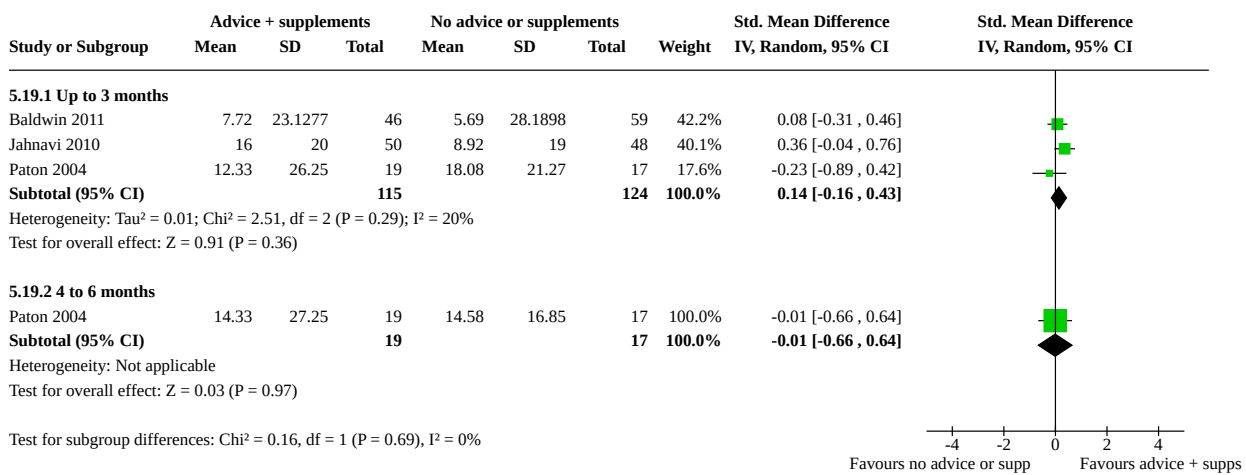 Advice + supplements No advice or supplements Std. Mean Difference Std. Mean Difference
Study or Subgroup Mean SD Total Mean SD Total Weight IV, Random, 95% CI IV, Random, 95% CI
5.19.1 Up to 3 months
Baldwin 2011 7.72 23.1277 46 5.69 28.1898 59 42.2% 0.08 [-0.31 , 0.46]
Jahnavi 2010 16 20 50 8.92 19 48 40.1% 0.36 [-0.04 , 0.76]
Paton 2004 12.33 26.25 19 18.08 21.27 17 17.6% -0.23 [-0.89 , 0.42]
Subtotal (95% CI) 115 124 100.0% 0.14 [-0.16 , 0.43]
Heterogeneity: Tau² = 0.01; Chi² = 2.51, df = 2 (P = 0.29); I² = 20%
Test for overall effect: Z = 0.91 (P = 0.36)
5.19.2 4 to 6 months
Paton 2004 14.33 27.25 19 14.58 16.85 17 100.0% -0.01 [-0.66 , 0.64]
Subtotal (95% CI) 19 17 100.0% -0.01 [-0.66 , 0.64]
Heterogeneity: Not applicable
Test for overall effect: Z = 0.03 (P = 0.97)
Test for subgroup differences: Chi² = 0.16, df = 1 (P = 0.69), I² = 0%
-4 -2 0 2 4
Favours no advice or supp Favours advice + supps